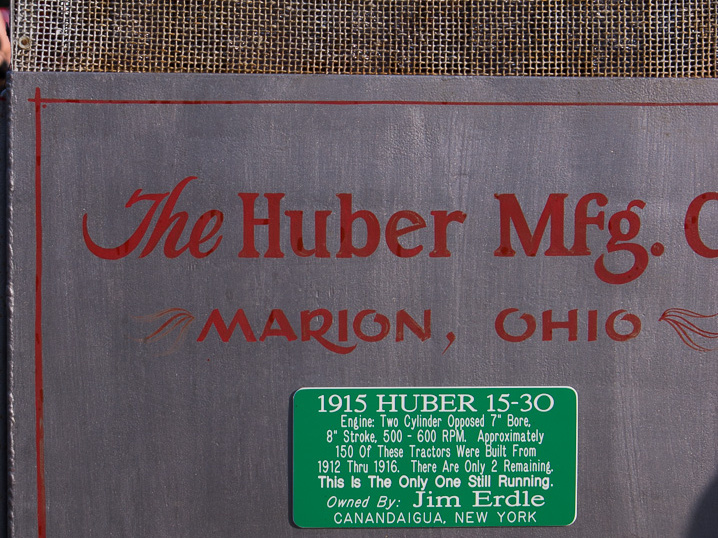 The Huber Mfg. C
MARION, OHIO
1915 HUBER 15-30
Engine: Two Cylinder Opposed 7" Bore,
8" Stroke, 500 - 600 RPM. Approximately
150 Of These Tractors Were Built From
1912 Thru 1916. There Are Only 2 Remaining.
This Is The Only One Still Running.
Owned By: Jim Erdle
CANANDAIGUA, NEW YORK